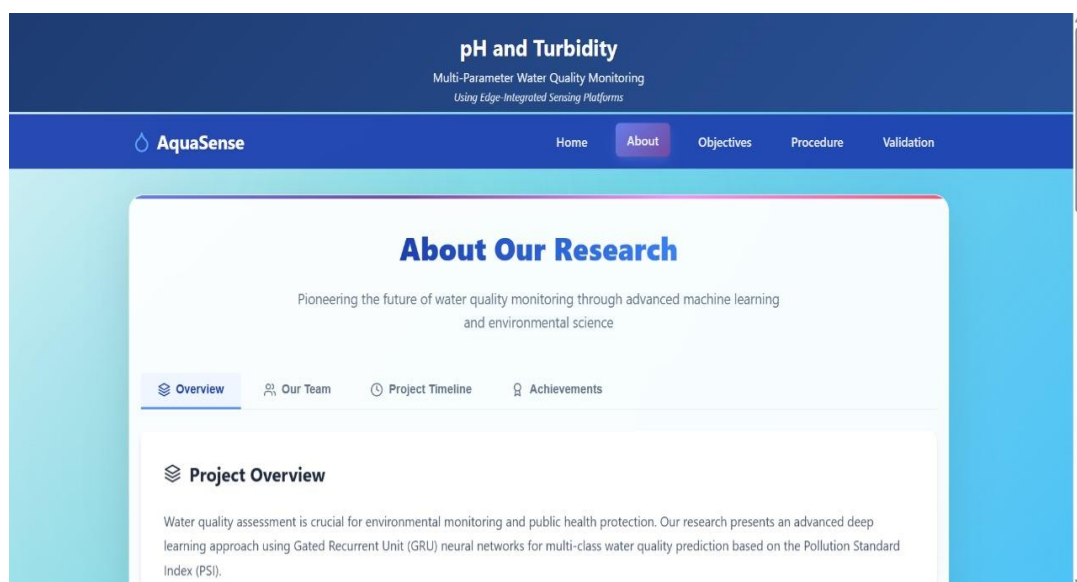 pH and Turbidity
Multi-Parameter Water Quality Monitoring
Using Edge-Integrated Sensing Platforms
AquaSense
Home About Objectives Procedure Validation
About Our Research
Pioneering the future of water quality monitoring through advanced machine learning
and environmental science
Overview Our Team Project Timeline Achievements
Project Overview
Water quality assessment is crucial for environmental monitoring and public health protection. Our research presents an advanced deep
learning approach using Gated Recurrent Unit (GRU) neural networks for multi-class water quality prediction based on the Pollution Standard
Index (PSI).